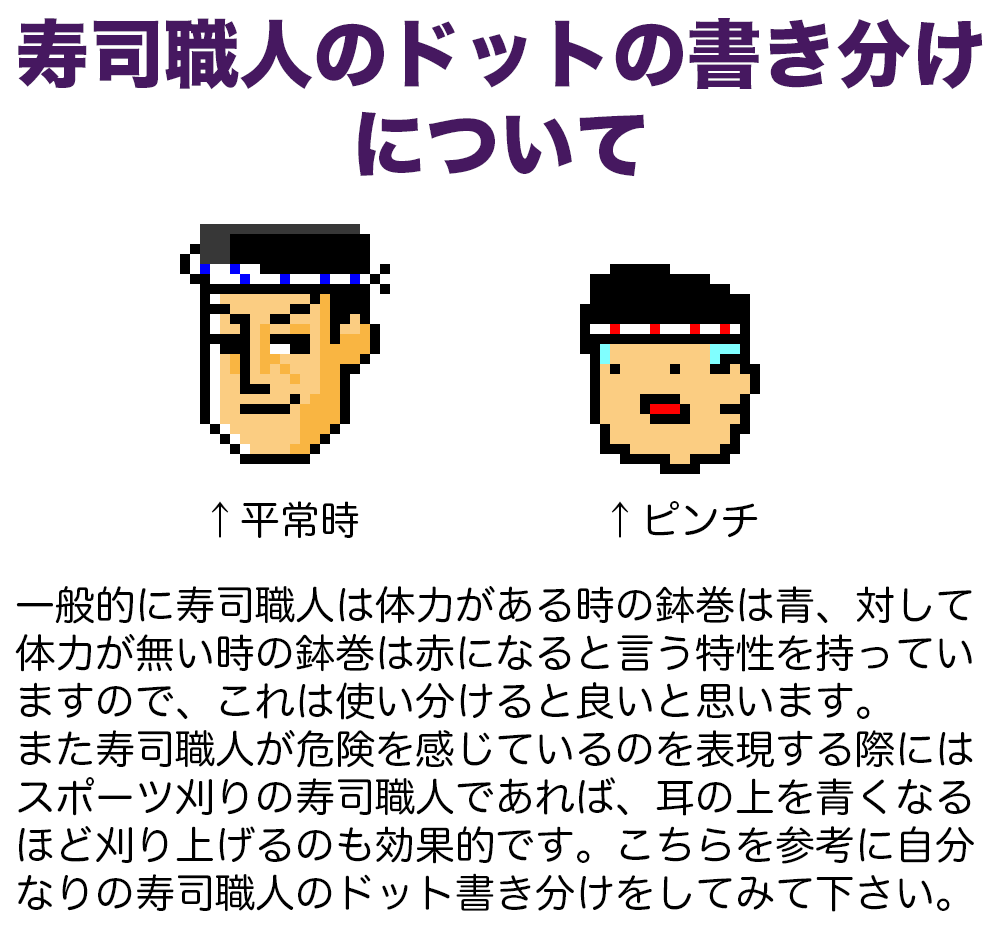 寿司職人のドットの書き分け
について
↑平常時
↑ピンチ
一般的に寿司職人は体力がある時の鉢巻は青、対して
体力が無い時の鉢巻は赤になると言う特性を持ってい
ますので、これは使い分けると良いと思います。
また寿司職人が危険を感じているのを表現する際には
スポーツ刈りの寿司職人であれば、耳の上を青くなる
ほど刈り上げるのも効果的です。こちらを参考に自分
なりの寿司職人のドット書き分けをしてみて下さい。